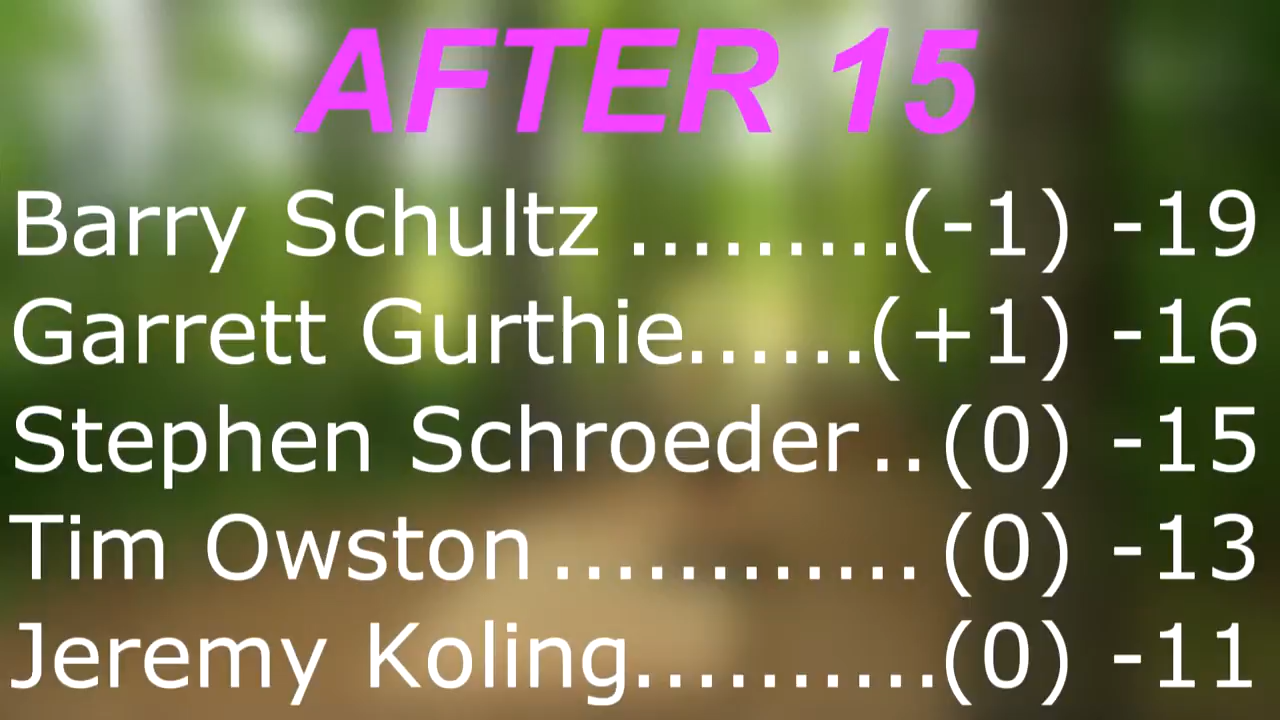 AFTER 15
Barry Schultz .........(-1) -19
Garrett Gurthie......(+1) -16
Stephen Schroeder..(0) -15
Tim Owston ............ (0) -13
Jeremy Koling..........(0) -11